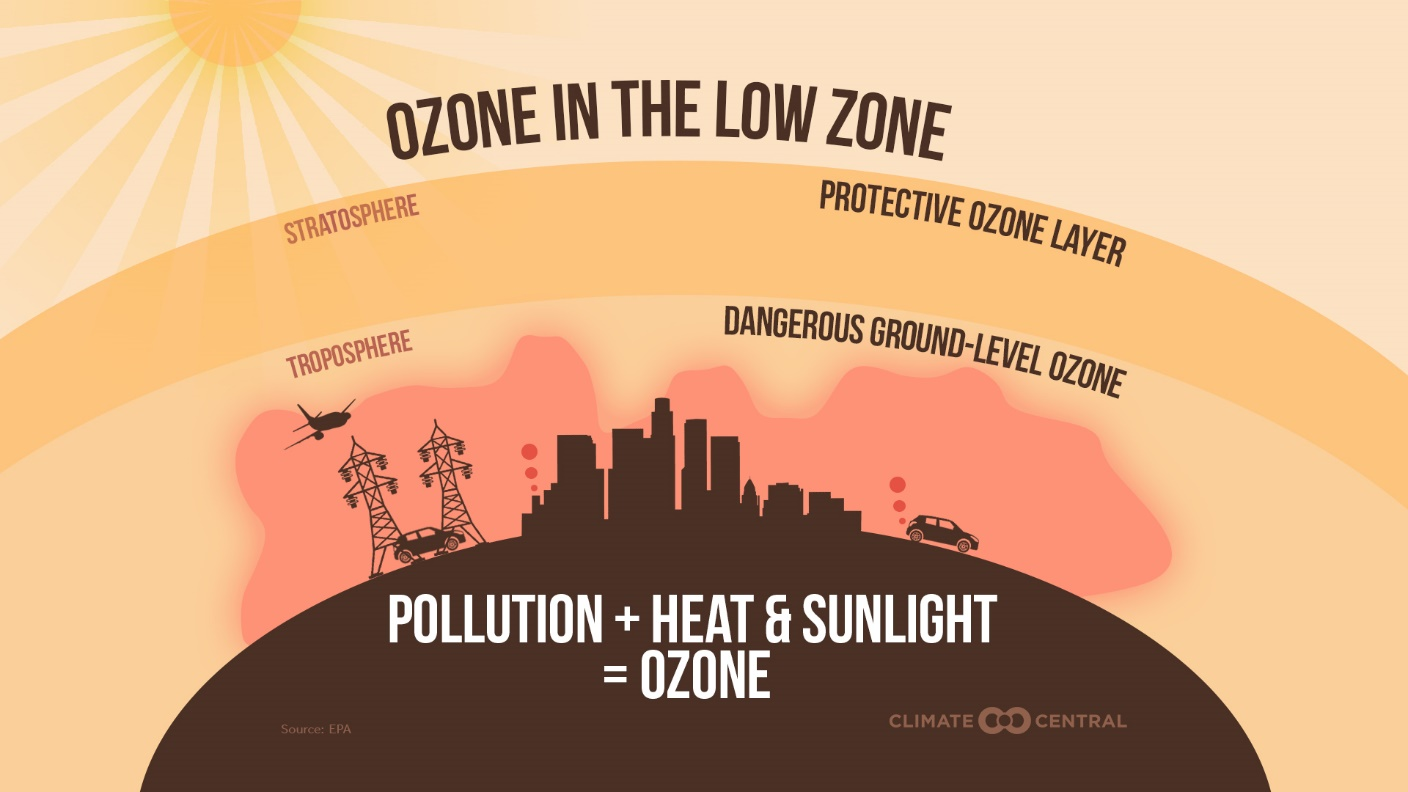 OZONE IN THE LOW ZONE
STRATOSPHERE
PROTECTIVE OZONE LAYER
TROPOSPHERE
DANGEROUS GROUND-LEVEL OZONE
POLLUTION + HEAT & SUNLIGHT
= OZONE
Source: EPA
CLIMATE CENTRAL